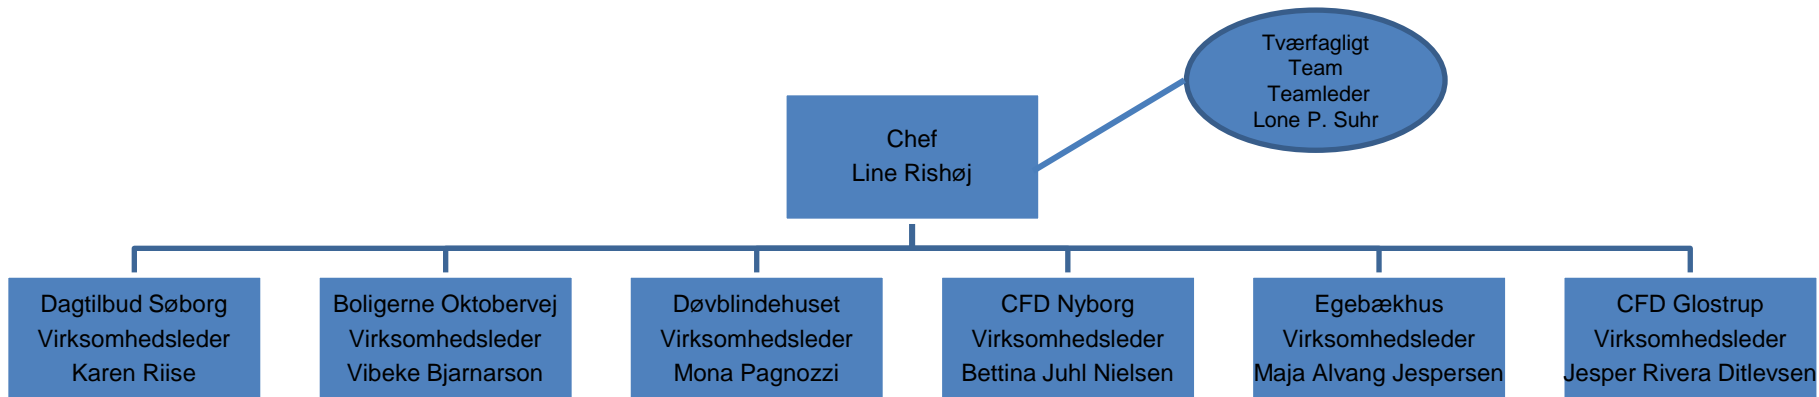 Tværfagligt
Team
Teamleder
Lone P. Suhr
Chef
Line Rishøj
Dagtilbud Søborg
Virksomhedsleder
Karen Riise
Boligerne Oktobervej
Virksomhedsleder
Vibeke Bjarnarson
Døvblindehuset
Virksomhedsleder
Mona Pagnozzi
CFD Nyborg
Virksomhedsleder
Bettina Juhl Nielsen
Egebækhus
Virksomhedsleder
Maja Alvang Jespersen
CFD Glostrup
Virksomhedsleder
Jesper Rivera Ditlevsen